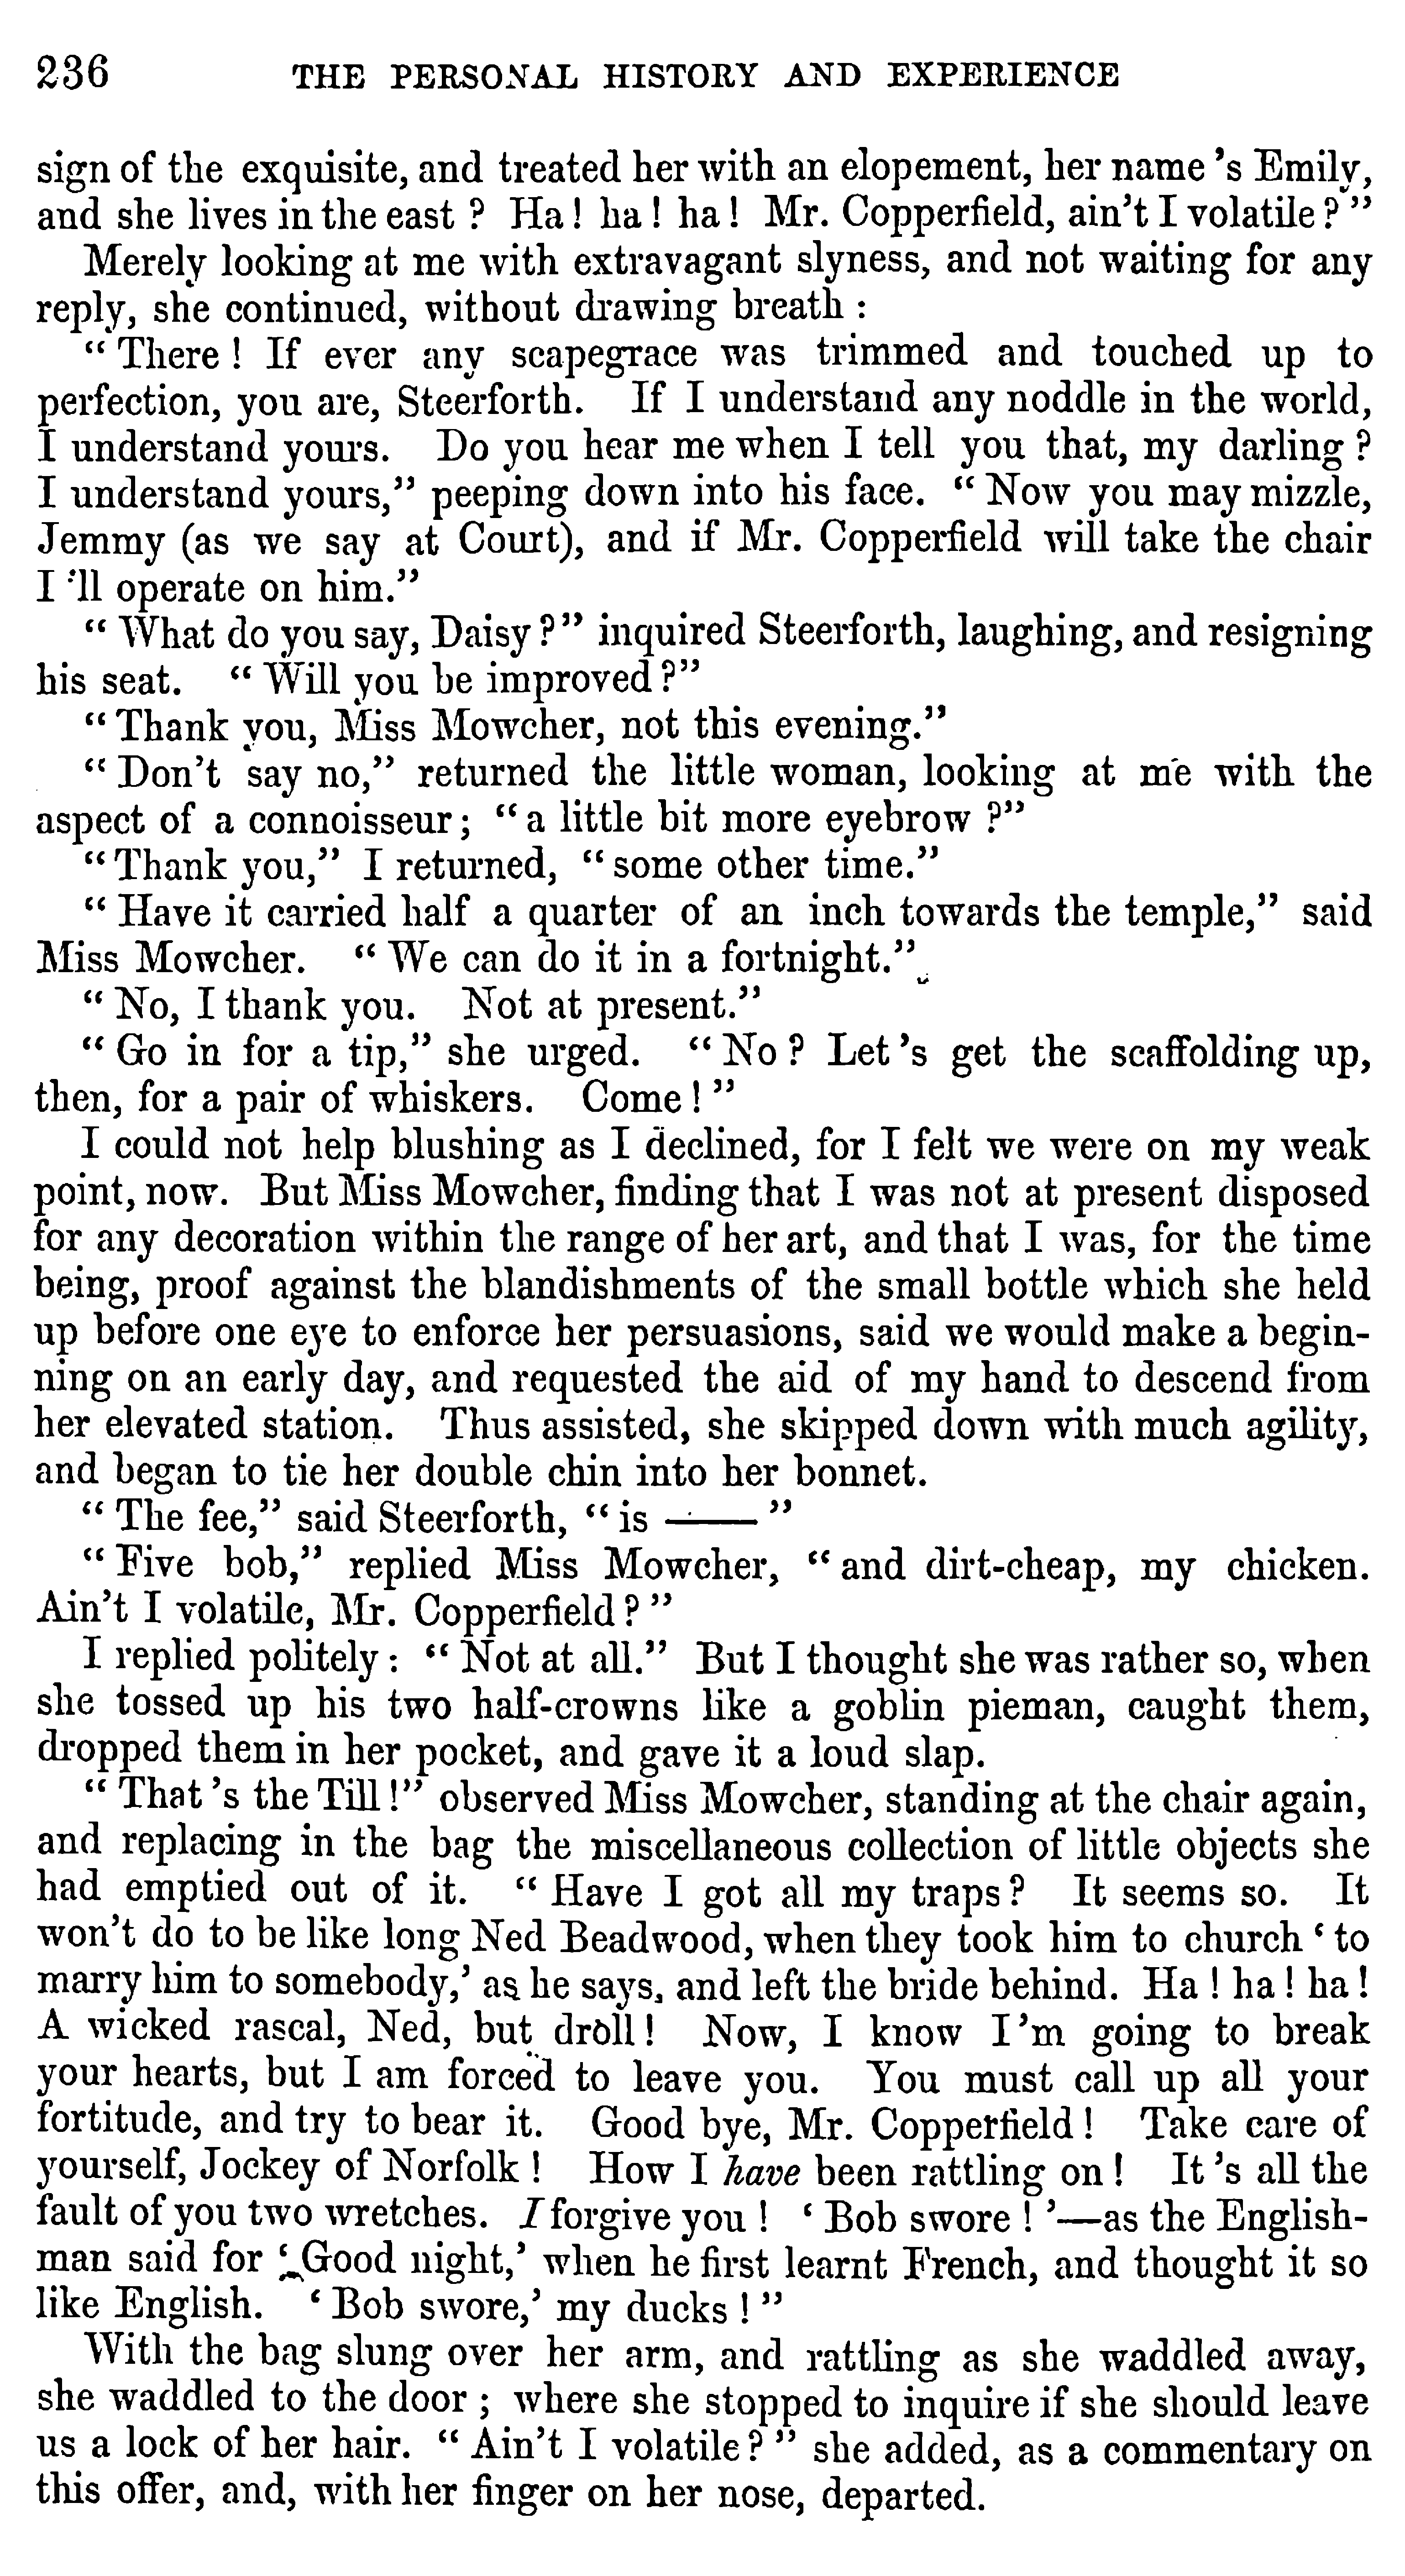 236 THE PERSONAL HISTORY AND EXPERIENCE
sign of the exquisite, and treated her with an elopement, her name 's Emily,
and she lives in the east ? Ha ! ha ! ha ! Mr. Copperfield, ain't I volatile ? "
Merely looking at me with extravagant slyness, and not waiting for any
reply, she continued, without drawing breath :
" There ! If ever any scapegrace was trimmed and touched up to
perfection, you are, Steerforth. If I understand any noddle in the world,
I understand yours. Do you hear me when I tell you that, my darling ?
I understand yours," peeping down into his face. " Now you may mizzle,
Jemmy (as we say at Court), and if Mr. Copperfield will take the chair
I 'll operate on him."
" What do you say, Daisy ?" inquired Steerforth, laughing, and resigning
his seat. " Will you be improved ?"
" Thank you, Miss Mowcher, not this evening."
" Don't say no," returned the little woman, looking at me with the
aspect of a connoisseur ; " a little bit more eyebrow ?"
" Thank you," I returned, " some other time."
" Have it carried half a quarter of an inch towards the temple," said
Miss Mowcher. " We can do it in a fortnight."
" No, I thank you. Not at present."
" Go in for a tip," she urged. " No ? Let 's get the scaffolding up,
then, for a pair of whiskers. Come ! "
I could not help blushing as I declined, for I felt we were on my weak
point, now. But Miss Mowcher, finding that I was not at present disposed
for any decoration within the range of her art, and that I was, for the time
being, proof against the blandishments of the small bottle which she held
up before one eye to enforce her persuasions, said we would make a begin-
ning on an early day, and requested the aid of my hand to descend from
her elevated station. Thus assisted, she skipped down with much agility,
and began to tie her double chin into her bonnet.
" The fee," said Steerforth, " is —— "
" Five bob," replied Miss Mowcher, " and dirt-cheap, my chicken.
Ain't I volatile, Mr. Copperfield ? "
I replied politely : " Not at all." But I thought she was rather so, when
she tossed up his two half-crowns like a goblin pieman, caught them,
dropped them in her pocket, and gave it a loud slap.
" That 's the Till !" observed Miss Mowcher, standing at the chair again,
and replacing in the bag the miscellaneous collection of little objects she
had emptied out of it. " Have I got all my traps ? It seems so. It
won't do to be like long Ned Beadwood, when they took him to church ' to
marry him to somebody,' as he says, and left the bride behind. Ha ! ha ! ha !
A wicked rascal, Ned, but droll ! Now, I know I'm going to break
your hearts, but I am forced to leave you. You must call up all your
fortitude, and try to bear it. Good bye, Mr. Copperfield ! Take care of
yourself, Jockey of Norfolk ! How I have been rattling on ! It 's all the
fault of you two wretches. I forgive you ! ' Bob swore ! '—as the English-
man said for ' Good night,' when he first learnt French, and thought it so
like English. ' Bob swore,' my ducks ! "
With the bag slung over her arm, and rattling as she waddled away,
she waddled to the door ; where she stopped to inquire if she should leave
us a lock of her hair. " Ain't I volatile ? " she added, as a commentary on
this offer, and, with her finger on her nose, departed.